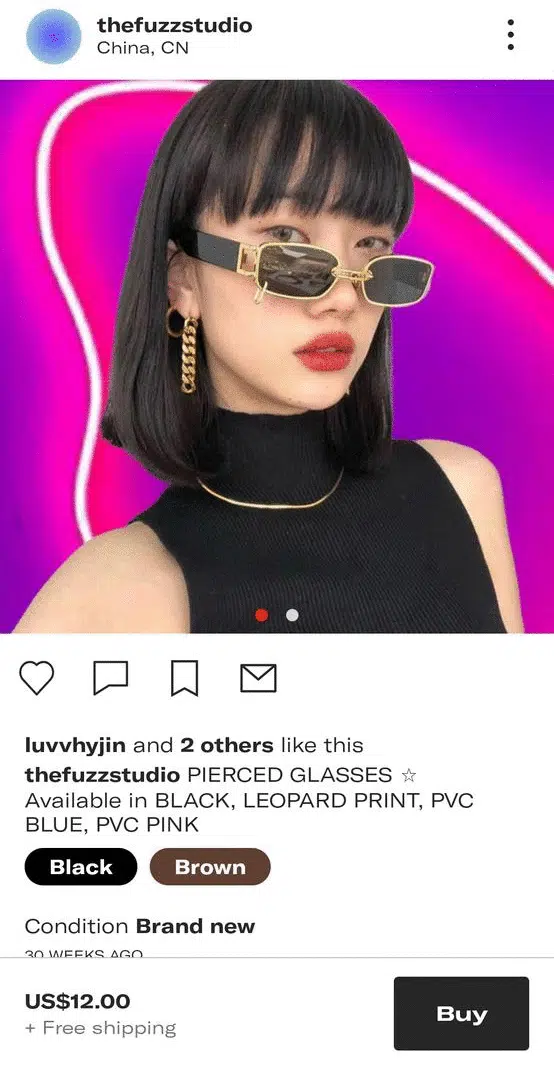 thefuzzstudio
China, CN
luvvhyjin and 2 others like this
thefuzzstudio PIERCED GLASSES ☆
Available in BLACK, LEOPARD PRINT, PVC
BLUE, PVC PINK
Black Brown
Condition Brand new
30 WEEKS AGO
US$12.00
+ Free shipping
Buy